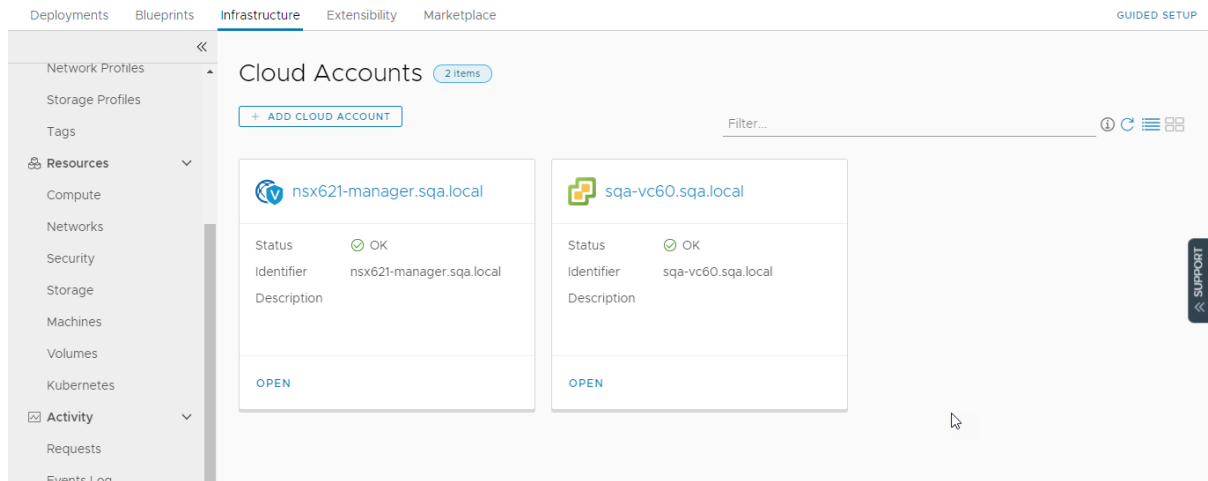 Deployments Blueprints Infrastructure Extensibility Marketplace GUIDED SETUP
Network Profiles
Storage Profiles
Tags
Resources
Compute
Networks
Security
Storage
Machines
Volumes
Kubernetes
Activity
Requests
Events Log
Cloud Accounts 2 items
+ ADD CLOUD ACCOUNT
Filter...
nsx621-manager.sqa.local
Status OK
Identifier nsx621-manager.sqa.local
Description
OPEN
sqa-vc60.sqa.local
Status OK
Identifier sqa-vc60.sqa.local
Description
OPEN
SUPPORT